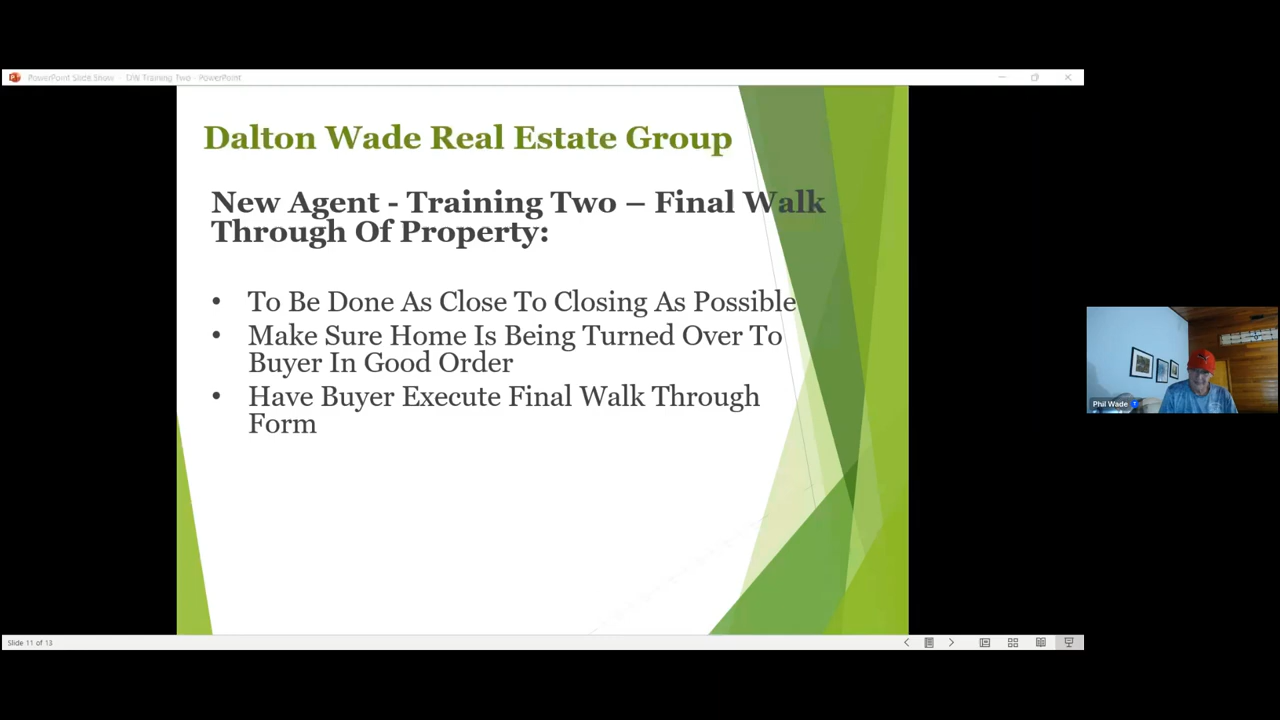 PowerPoint Slide Show - DW Training Two - PowerPoint
Dalton Wade Real Estate Group
New Agent - Training Two – Final Walk
Through Of Property:
• To Be Done As Close To Closing As Possible
• Make Sure Home Is Being Turned Over To
Buyer In Good Order
• Have Buyer Execute Final Walk Through
Form
Phil Wade
Slide 11 of 13